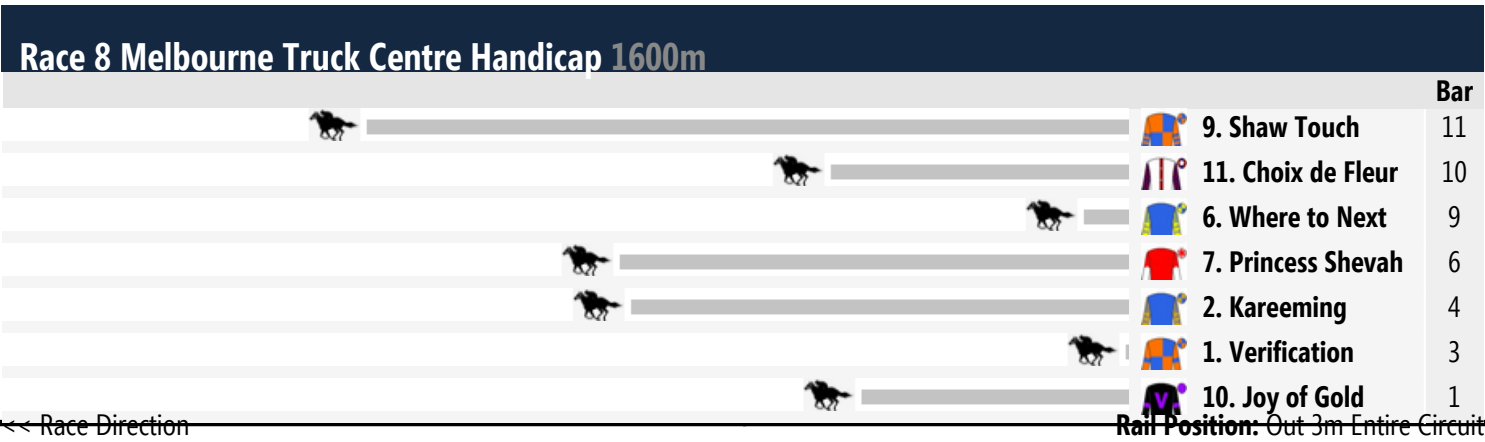 Race 8 Melbourne Truck Centre Handicap 1600m
Bar
9. Shaw Touch 11
11. Choix de Fleur 10
6. Where to Next 9
7. Princess Shevah 6
2. Kareeming 4
1. Verification 3
V 10. Joy of Gold 1
<< Race Direction Rail Position: Out 3m Entire Circuit